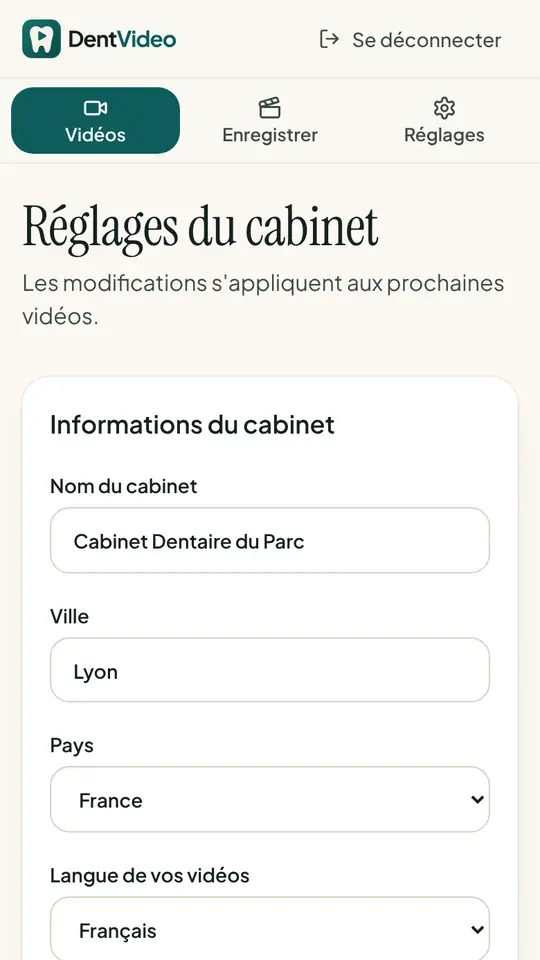 DentVideo
Se déconnecter
Vidéos
Enregistrer
Réglages
Réglages du cabinet
Les modifications s'appliquent aux prochaines
vidéos.
Informations du cabinet
Nom du cabinet
Cabinet Dentaire du Parc
Ville
Lyon
Pays
France
Langue de vos vidéos
Français